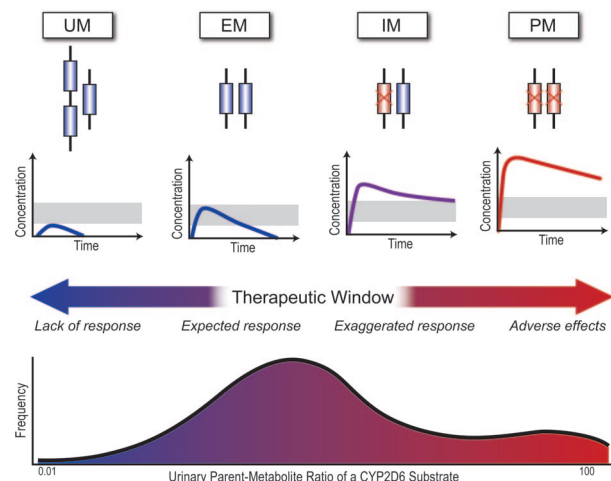 UM EM IM PM
Concentration Concentration Concentration Concentration
Time Time Time Time
Therapeutic Window
Lack of response Expected response Exaggerated response Adverse effects
Frequency
0.01 100
Urinary Parent-Metabolite Ratio of a CYP2D6 Substrate